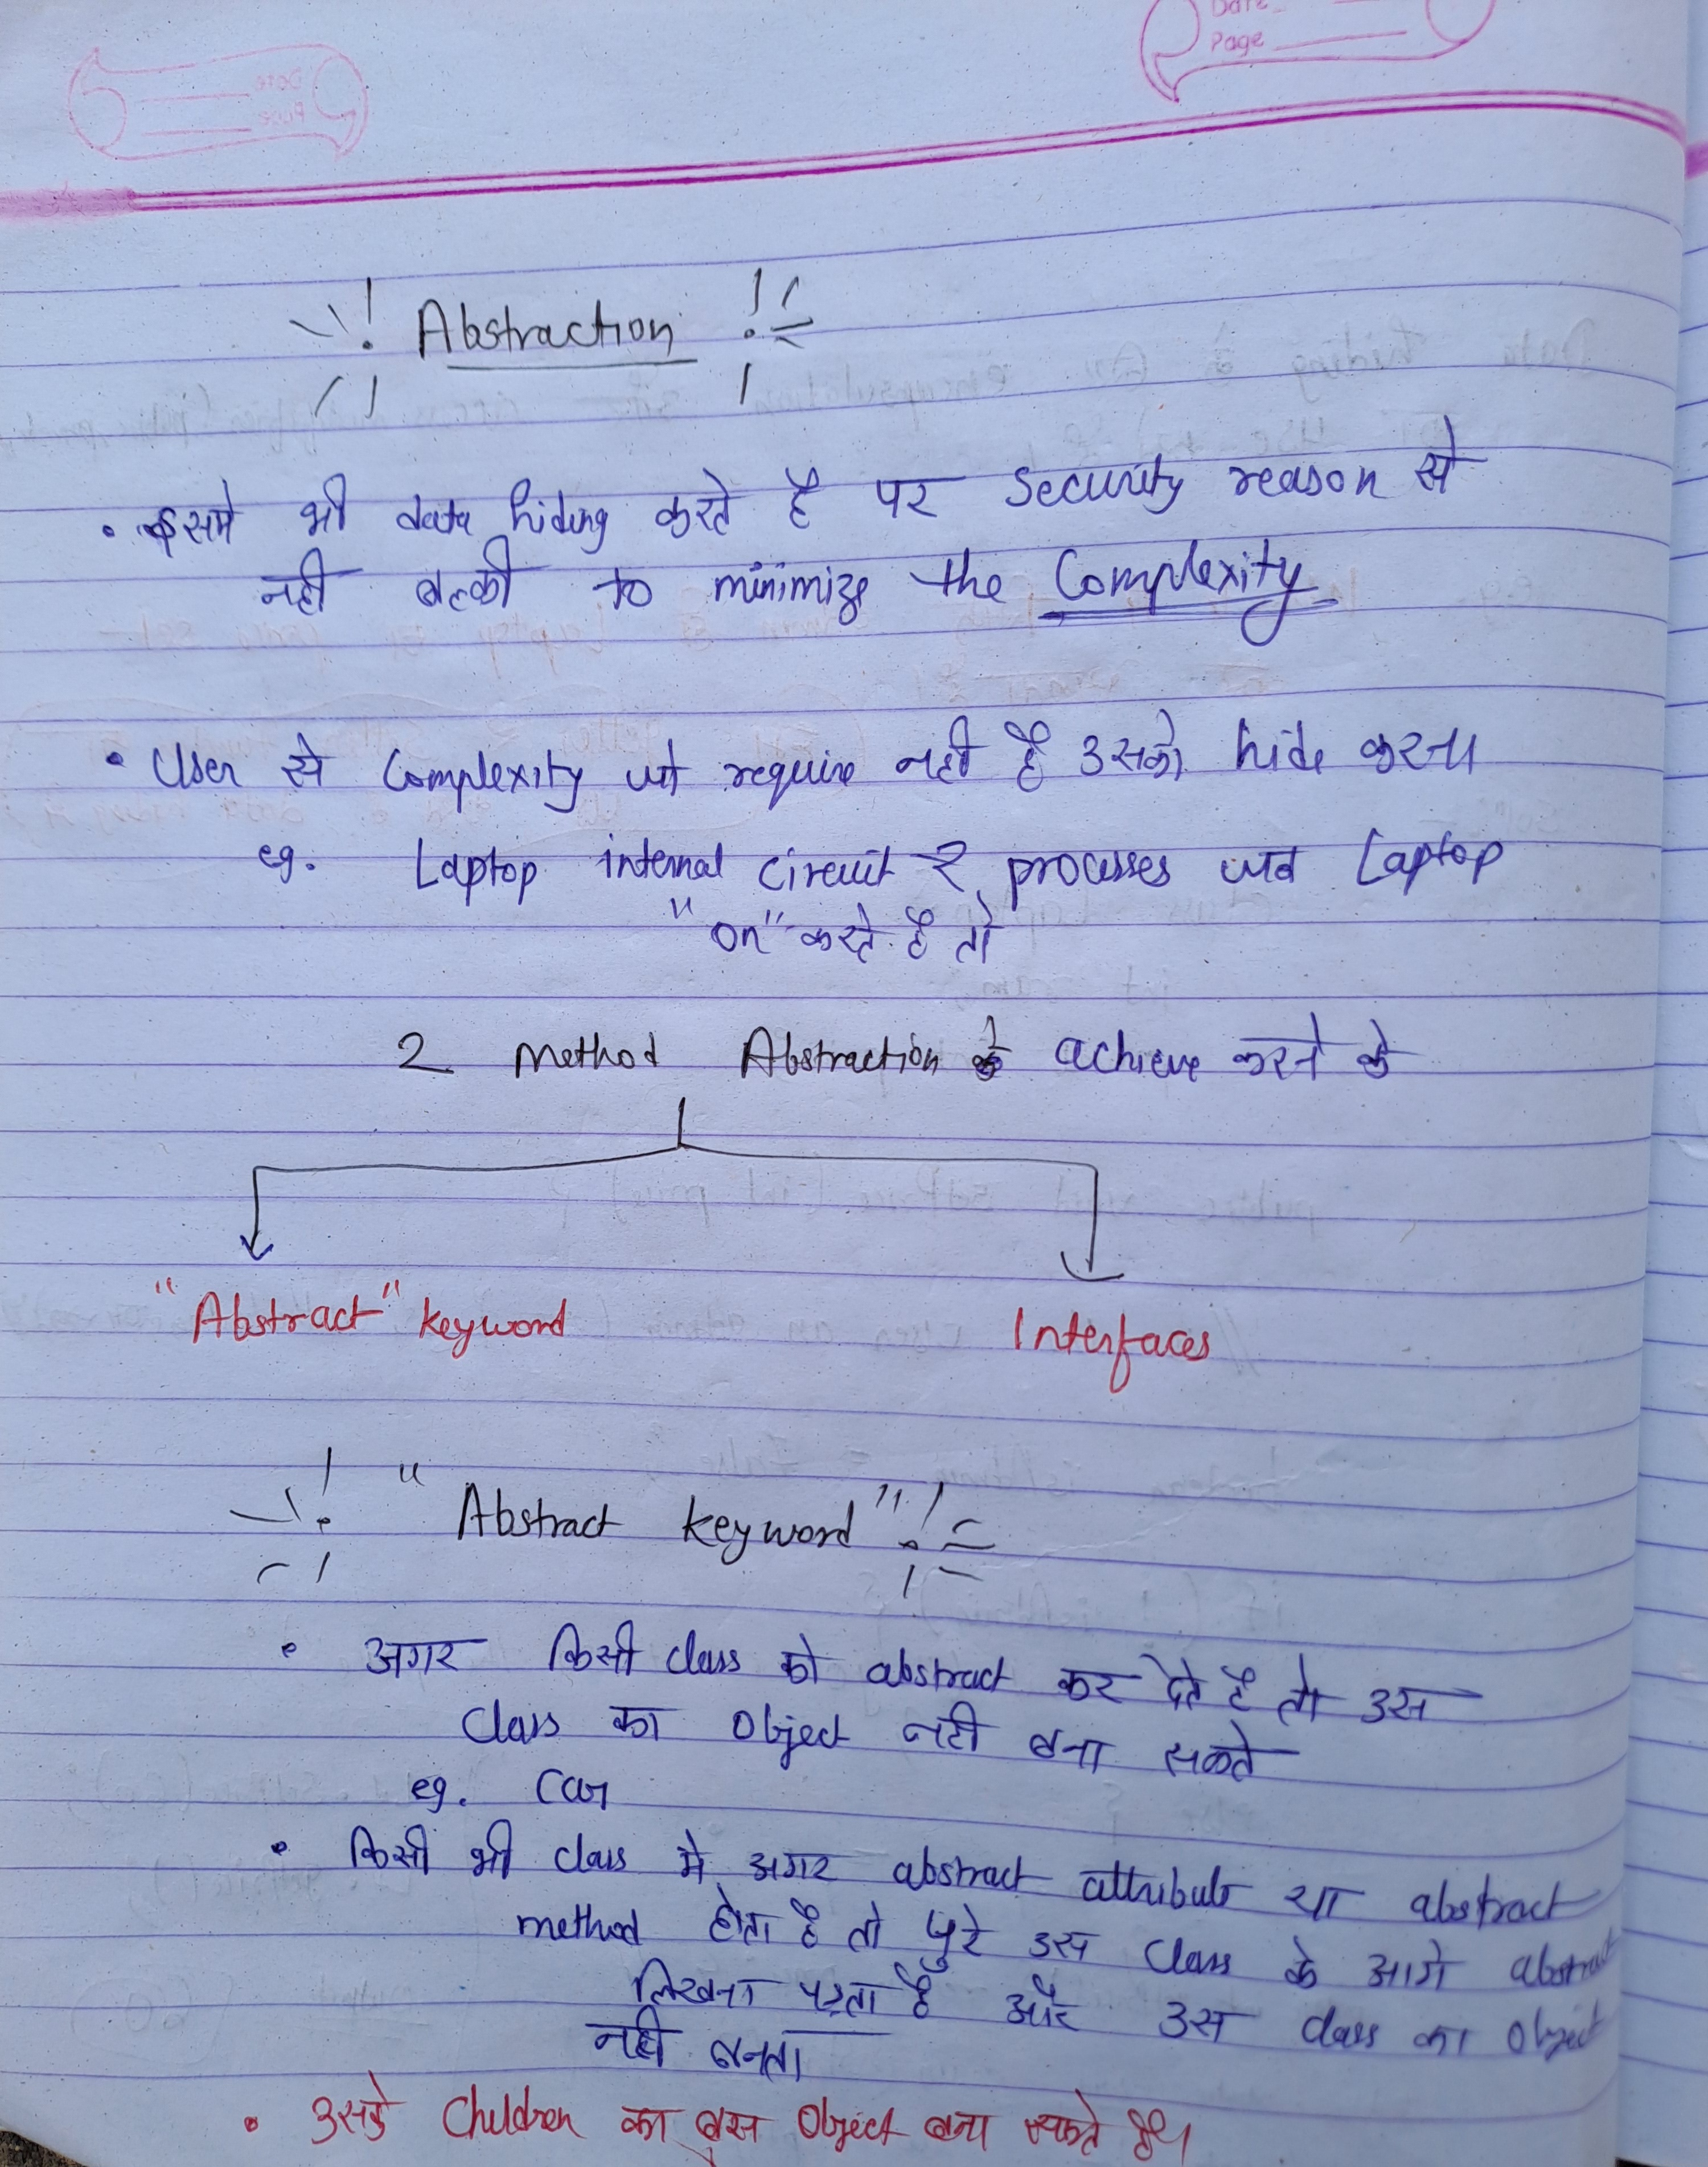 Date
Page
Abstraction
• इसमे भी data hiding करते है पर security reason से
नही बल्की to minimize the Complexity
• User से Complexity जो require नही है उसको hide करना
eg. Laptop internal circuit & processes जब Laptop
"on" करते है तो
2 method Abstraction को achieve करने के
"Abstract" keyword Interfaces
"Abstract keyword"
• अगर किसी class को abstract कर देते है तो उस
Class का Object नही बना सकते
eg. Car
• किसी भी class मे अगर abstract attribute या abstract
method होता है तो पुरे उस Class के आगे abstract
लिखना पड़ता है और उस class का Object
नही बनता
• उसके Children का बस Object बना सकते है।